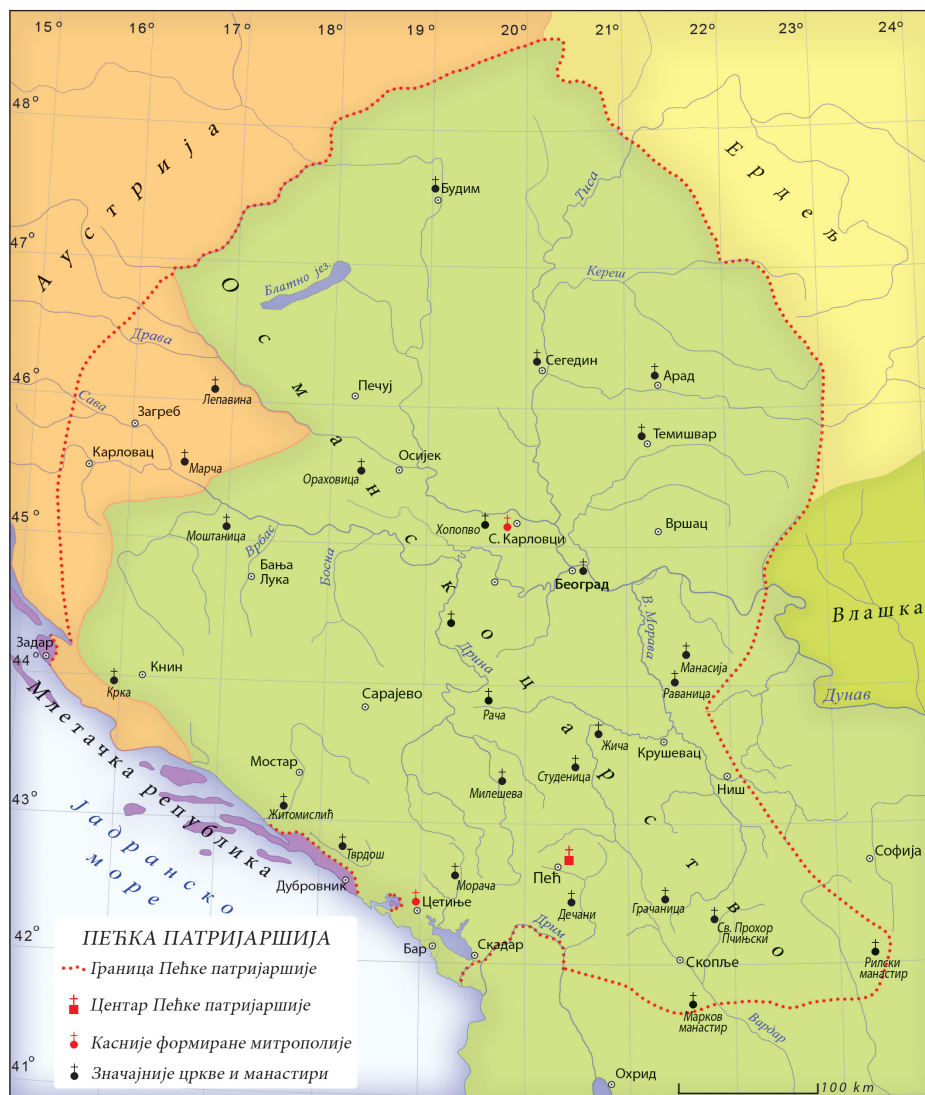 15°
16°
17°
18°
19°
20°
21°
22°
23°
24°
48°
47°
46°
45°
44°
43°
42°
41°
Аустрија
Ердељ
Османско царство
Влашка
Млетачка република
Јадранско
море
Будим
Тиса
Блатно јез.
Кереш
Драва
Сава
Лепавина
Печуј
Сегедин
Арад
Загреб
Карловац
Марча
Темишвар
Осијек
Ораховица
Моштаница
Врбас
Босна
Хопопво
С. Карловци
Вршац
Бања
Лука
Београд
В. Морава
Дрина
Задар
Книн
Крка
Манасија
Раваница
Дунав
Сарајево
Рача
Жича
Крушевац
Студеница
Мостар
Милешева
Ниш
Житомислић
Тврдош
Дубровник
Морача
Пећ
Софија
Цетиње
Дечани
Грачаница
Св. Прохор
Пчињски
Бар
Скадар
Дрим
Скопље
Рилски
манастир
Марков
манастир
Вардар
Охрид
ПЕЋКА ПАТРИЈАРШИЈА
Граница Пећке патријаршије
Центар Пећке патријаршије
Касније формиране митрополије
Значајније цркве и манастири
100 km